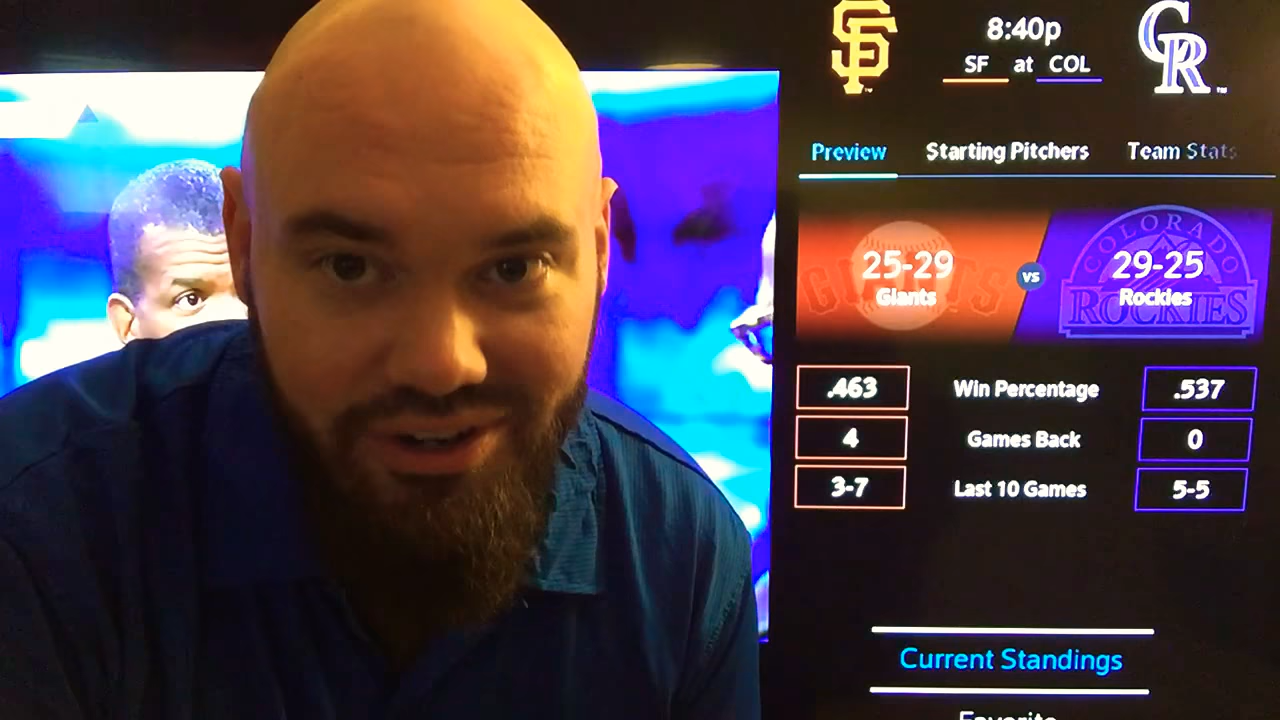 SF
8:40p
SF at COL
CR
Preview Starting Pitchers Team Stats
25-29
Giants
vs
COLORADO
ROCKIES
29-25
Rockies
GIANTS
.463 Win Percentage .537
4 Games Back 0
3-7 Last 10 Games 5-5
Current Standings
Favorite